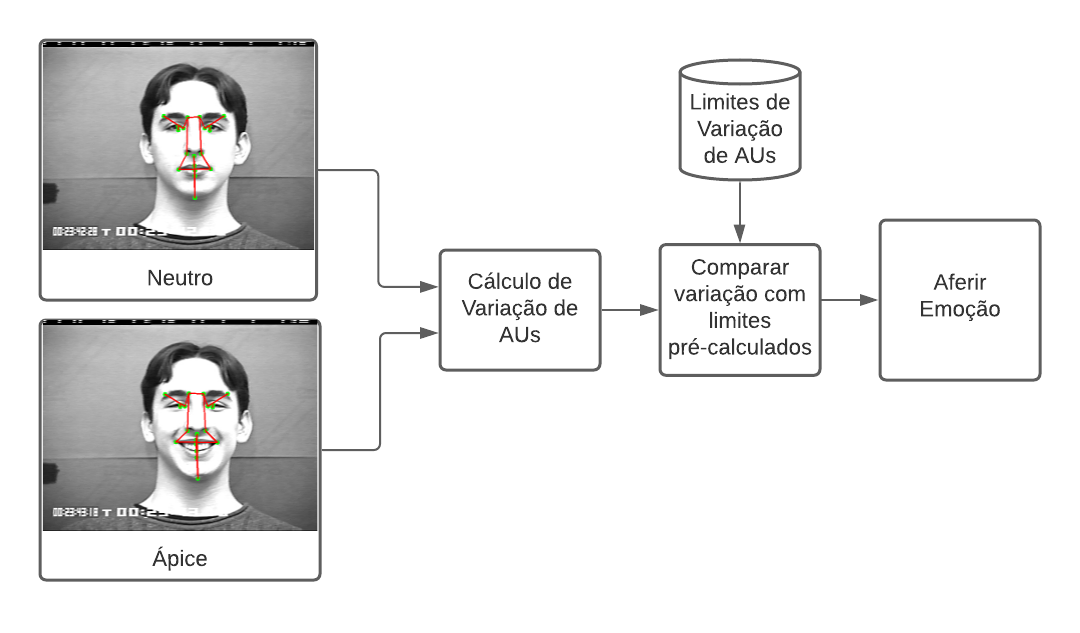 Neutro
Ápice
Cálculo de
Variação de
AUs
Limites de
Variação
de AUs
Comparar
variação com
limites
pré-calculados
Aferir
Emoção